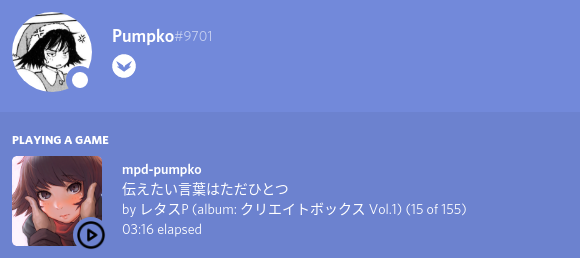 Pumpko#9701
PLAYING A GAME
mpd-pumpko
伝えたい言葉はただひとつ
by レタスP (album: クリエイトボックス Vol.1) (15 of 155)
03:16 elapsed